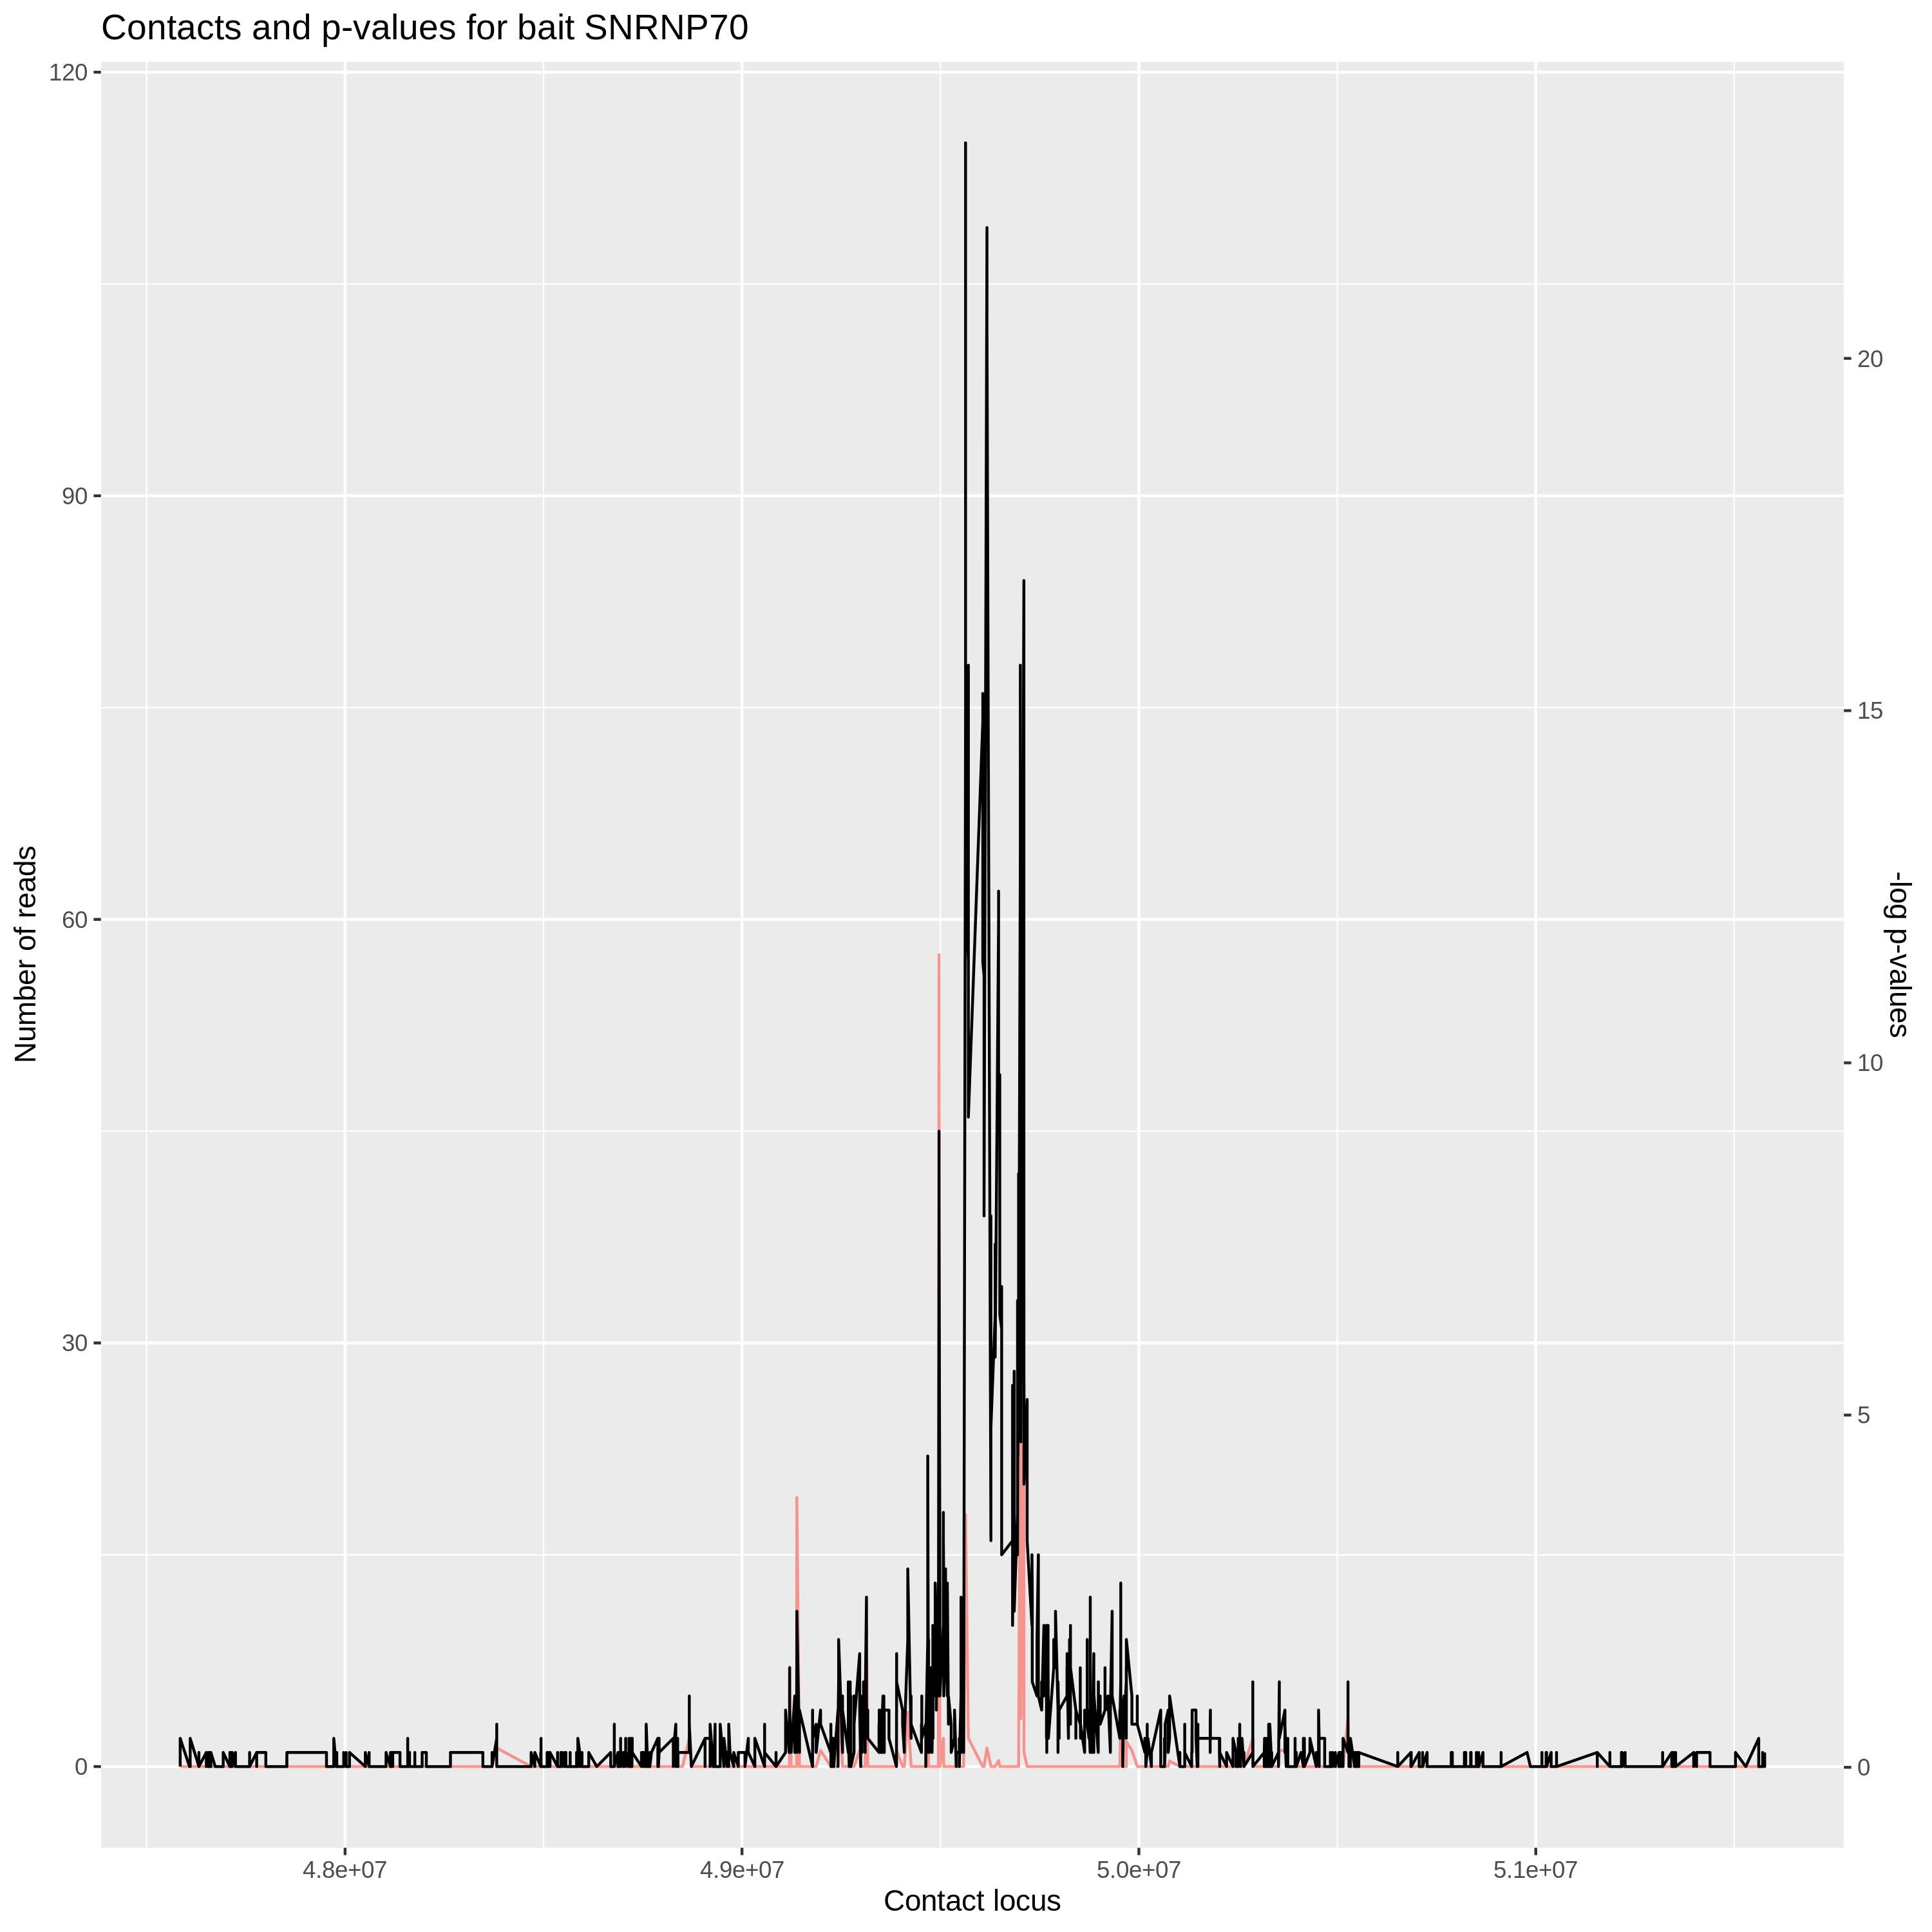 Contacts and p-values for bait SNRNP70
120
90
60
30
0
Number of reads
20
15
10
5
0
-log p-values
4.8e+07
4.9e+07
5.0e+07
5.1e+07
Contact locus